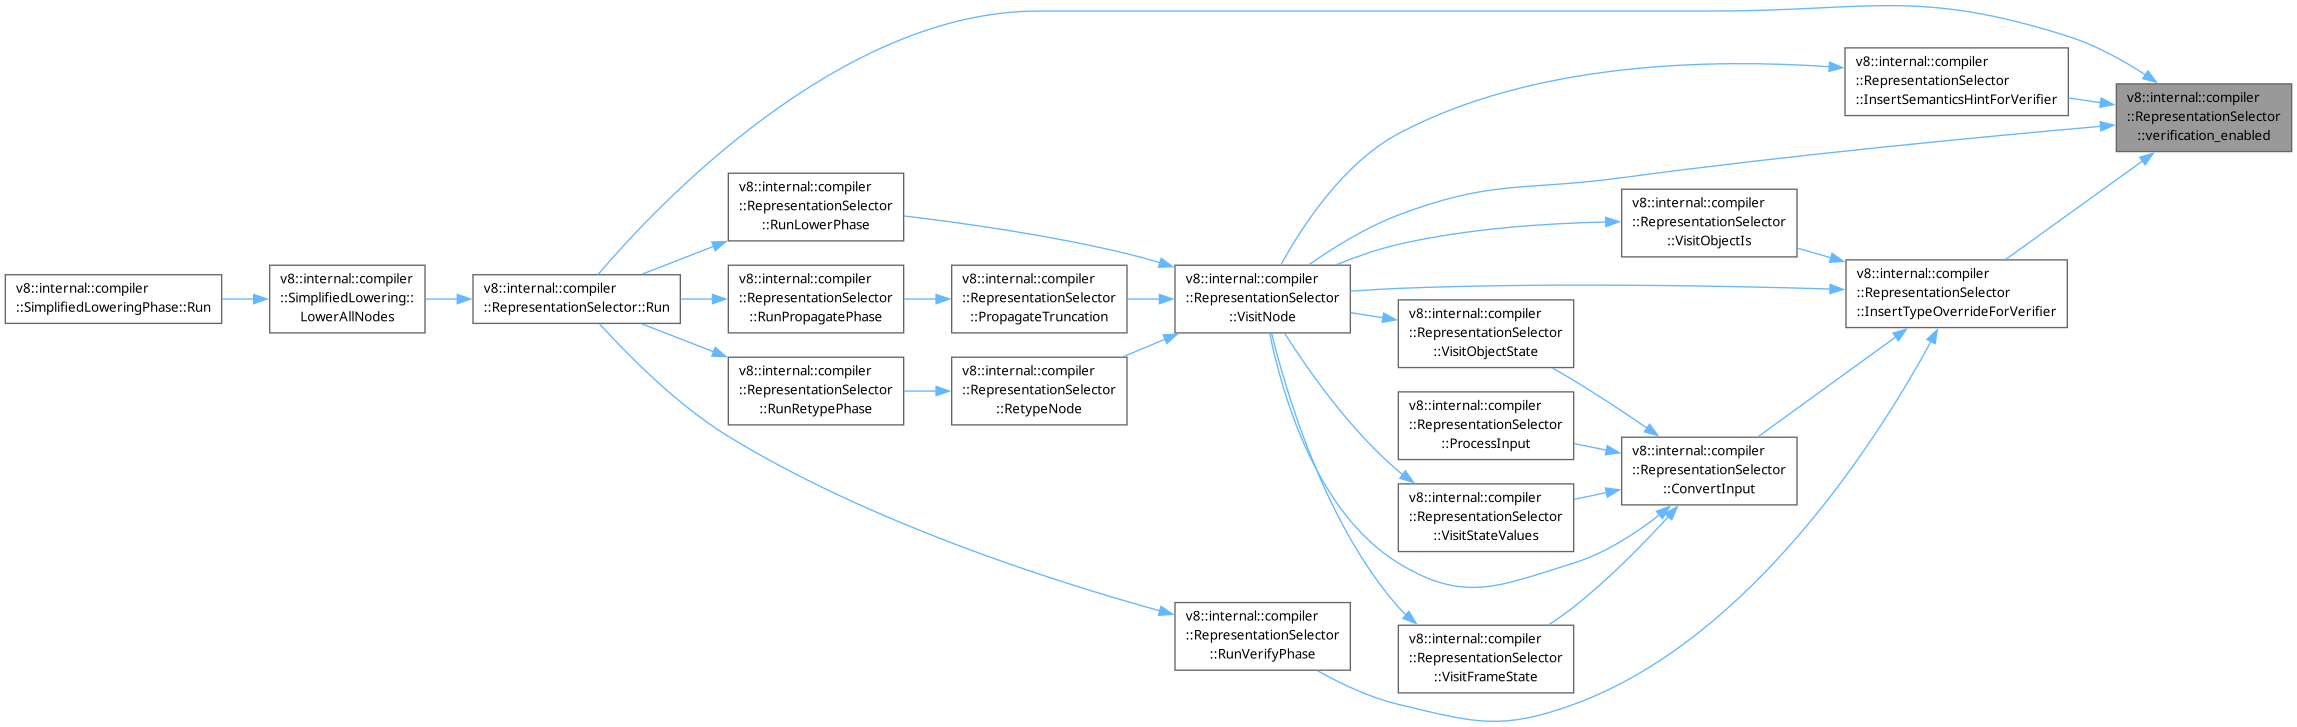 v8::internal::compiler
::SimplifiedLoweringPhase::Run
v8::internal::compiler
::SimplifiedLowering::
LowerAllNodes
v8::internal::compiler
::RepresentationSelector::Run
v8::internal::compiler
::RepresentationSelector
::RunLowerPhase
v8::internal::compiler
::RepresentationSelector
::RunPropagatePhase
v8::internal::compiler
::RepresentationSelector
::RunRetypePhase
v8::internal::compiler
::RepresentationSelector
::PropagateTruncation
v8::internal::compiler
::RepresentationSelector
::RetypeNode
v8::internal::compiler
::RepresentationSelector
::VisitNode
v8::internal::compiler
::RepresentationSelector
::RunVerifyPhase
v8::internal::compiler
::RepresentationSelector
::VisitObjectState
v8::internal::compiler
::RepresentationSelector
::ProcessInput
v8::internal::compiler
::RepresentationSelector
::VisitStateValues
v8::internal::compiler
::RepresentationSelector
::VisitFrameState
v8::internal::compiler
::RepresentationSelector
::VisitObjectIs
v8::internal::compiler
::RepresentationSelector
::ConvertInput
v8::internal::compiler
::RepresentationSelector
::InsertSemanticsHintForVerifier
v8::internal::compiler
::RepresentationSelector
::InsertTypeOverrideForVerifier
v8::internal::compiler
::RepresentationSelector
::verification_enabled